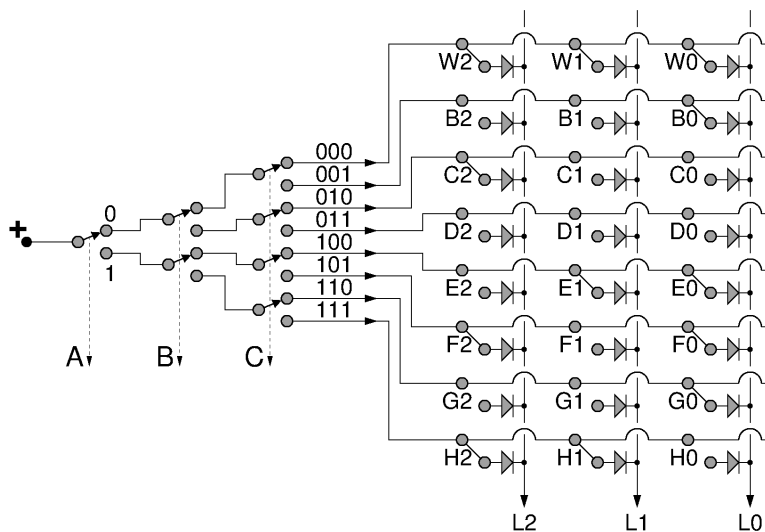 W2 W1 W0
B2 B1 B0
000
001
010
011
100
101
110
111
C2 C1 C0
D2 D1 D0
E2 E1 E0
F2 F1 F0
G2 G1 G0
H2 H1 H0
+
0
1
A B C
L2 L1 L0